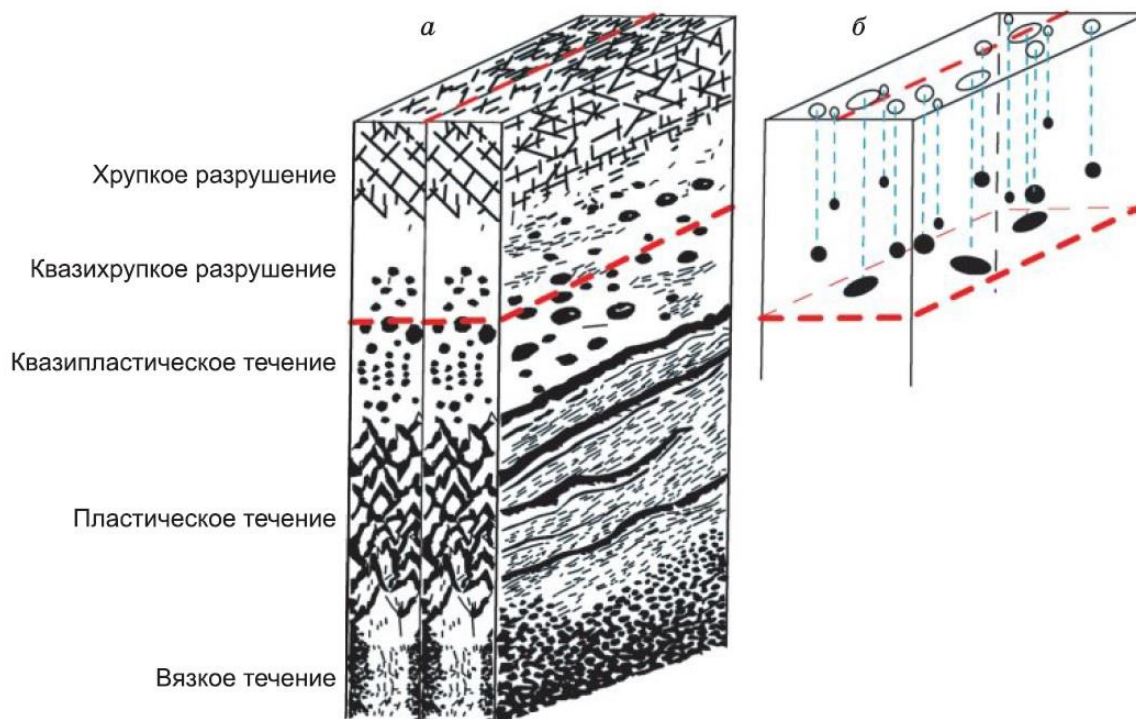 а
б
Хрупкое разрушение
Квазихрупкое разрушение
Квазипластическое течение
Пластическое течение
Вязкое течение